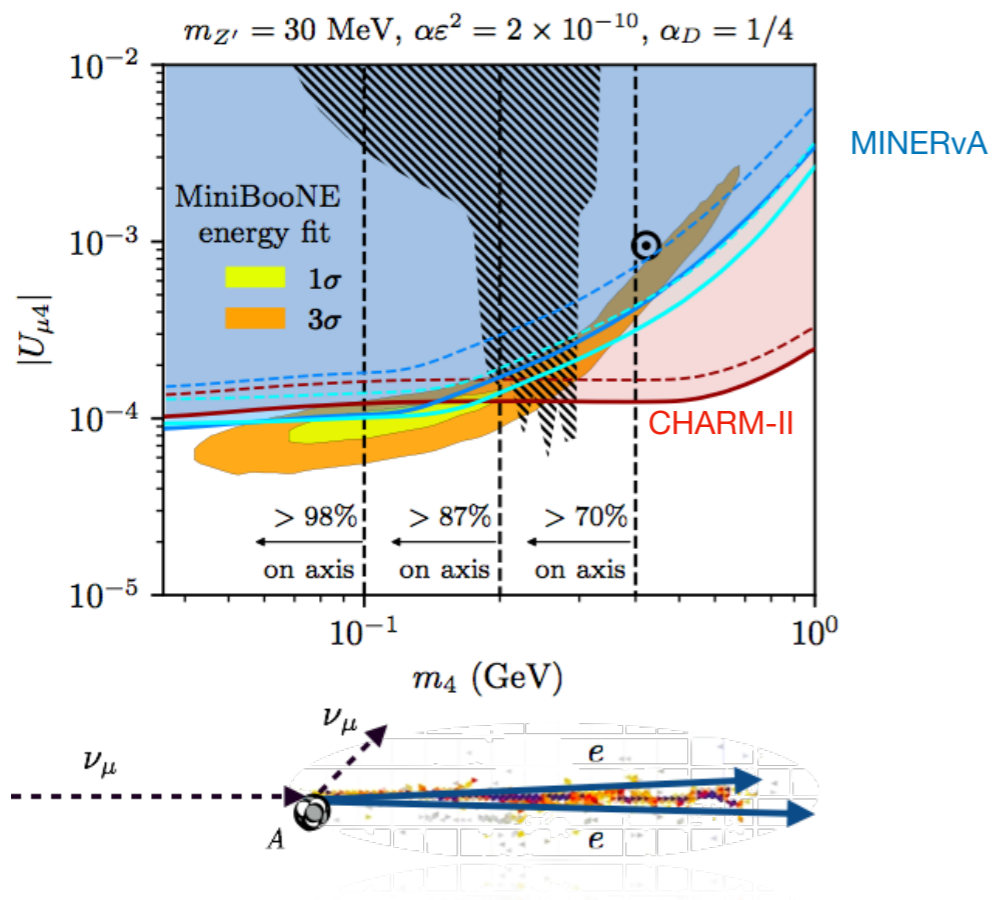 m_{Z'} = 30 MeV, αε² = 2 × 10⁻¹⁰, α_D = 1/4
10⁻²
MINERvA
MiniBooNE
energy fit
10⁻³
1σ
3σ
|U_{μ4}|
10⁻⁴
CHARM-II
> 98% > 87% > 70%
on axis on axis on axis
10⁻⁵
10⁻¹ 10⁰
m₄ (GeV)
ν_μ
ν_μ
e
A
e